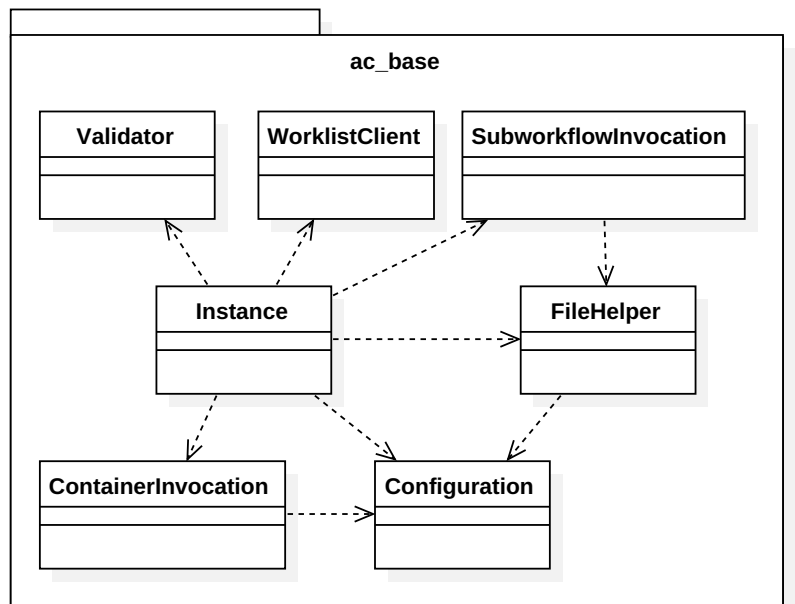 ac_base
Validator
WorklistClient
SubworkflowInvocation
Instance
FileHelper
ContainerInvocation
Configuration